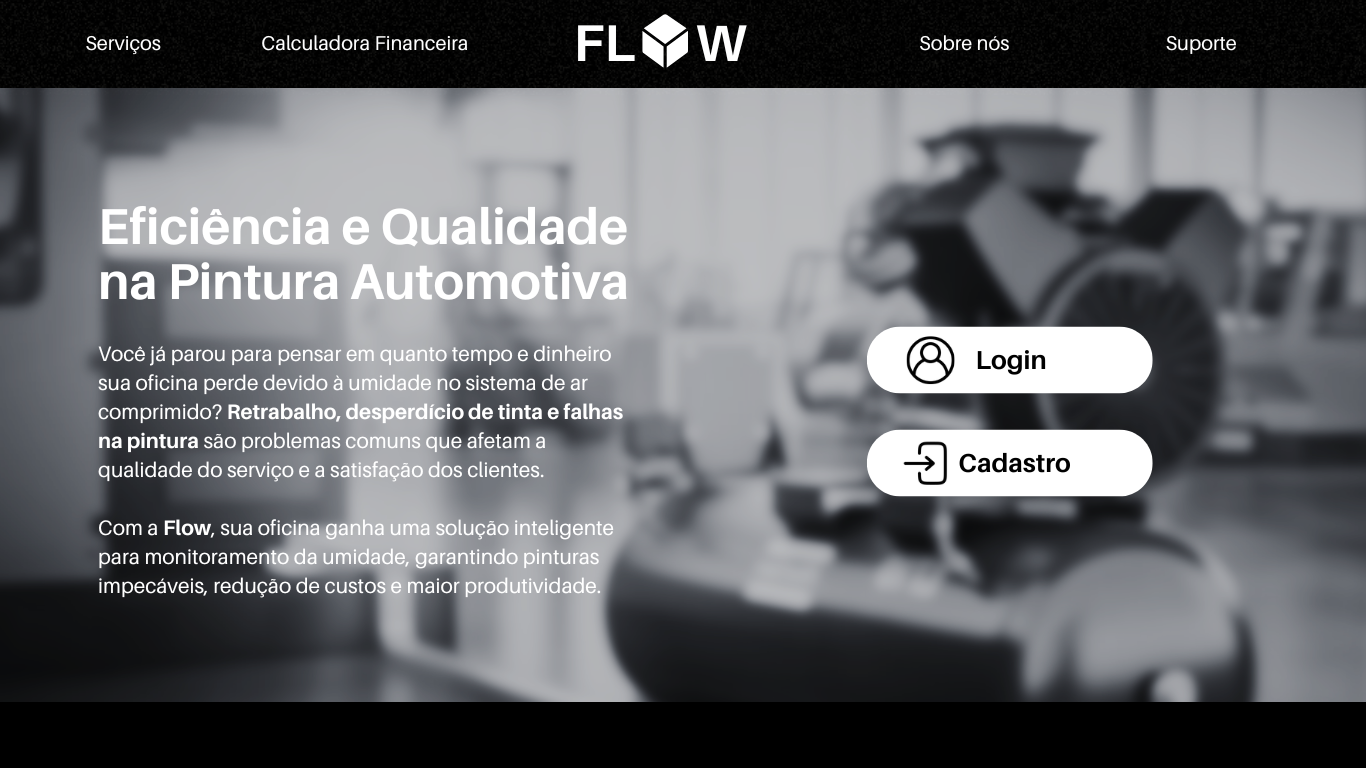 Serviços
Calculadora Financeira
FLOW
Sobre nós
Suporte
Eficiência e Qualidade
na Pintura Automotiva
Você já parou para pensar em quanto tempo e dinheiro
sua oficina perde devido à umidade no sistema de ar
comprimido? Retrabalho, desperdício de tinta e falhas
na pintura são problemas comuns que afetam a
qualidade do serviço e a satisfação dos clientes.
Com a Flow, sua oficina ganha uma solução inteligente
para monitoramento da umidade, garantindo pinturas
impecáveis, redução de custos e maior produtividade.
Login
Cadastro